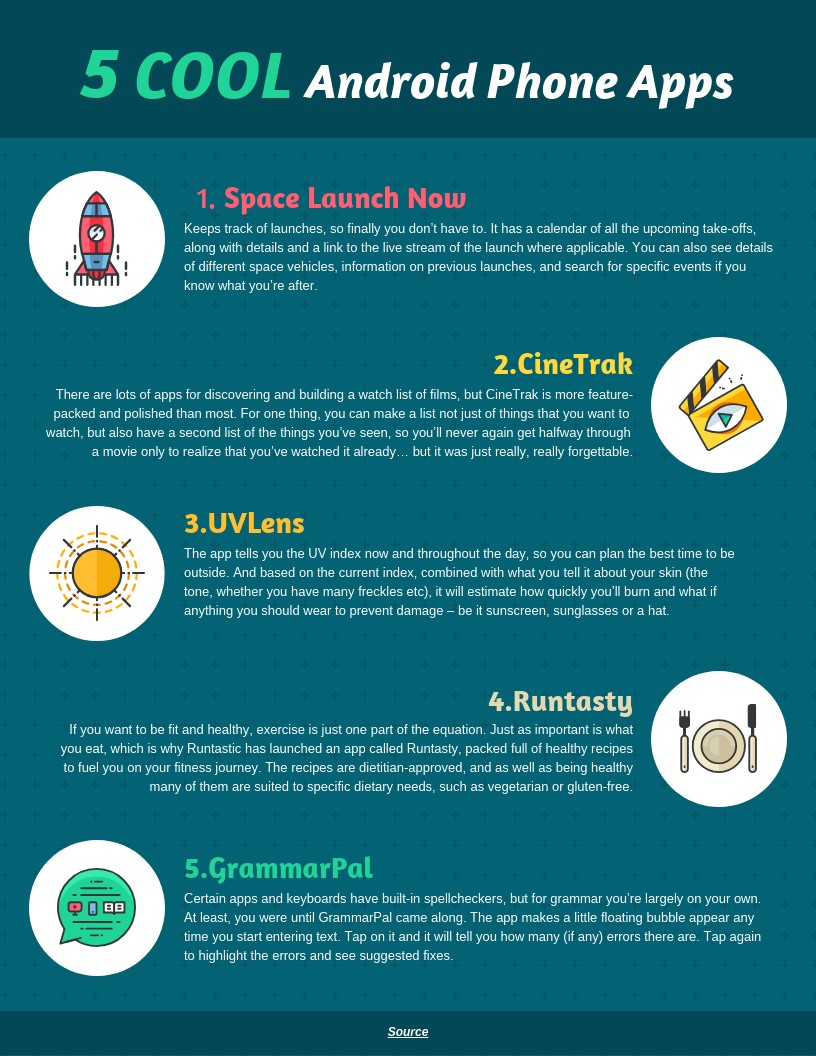 5 COOL Android Phone Apps
1. Space Launch Now
Keeps track of launches, so finally you don’t have to. It has a calendar of all the upcoming take-offs,
along with details and a link to the live stream of the launch where applicable. You can also see details
of different space vehicles, information on previous launches, and search for specific events if you
know what you’re after.
2.CineTrak
There are lots of apps for discovering and building a watch list of films, but CineTrak is more feature-
packed and polished than most. For one thing, you can make a list not just of things that you want to
watch, but also have a second list of the things you’ve seen, so you’ll never again get halfway through
a movie only to realize that you’ve watched it already… but it was just really, really forgettable.
3.UVLens
The app tells you the UV index now and throughout the day, so you can plan the best time to be
outside. And based on the current index, combined with what you tell it about your skin (the
tone, whether you have many freckles etc), it will estimate how quickly you’ll burn and what if
anything you should wear to prevent damage – be it sunscreen, sunglasses or a hat.
4.Runtasty
If you want to be fit and healthy, exercise is just one part of the equation. Just as important is what
you eat, which is why Runtastic has launched an app called Runtasty, packed full of healthy recipes
to fuel you on your fitness journey. The recipes are dietitian-approved, and as well as being healthy
many of them are suited to specific dietary needs, such as vegetarian or gluten-free.
5.GrammarPal
Certain apps and keyboards have built-in spellcheckers, but for grammar you’re largely on your own.
At least, you were until GrammarPal came along. The app makes a little floating bubble appear any
time you start entering text. Tap on it and it will tell you how many (if any) errors there are. Tap again
to highlight the errors and see suggested fixes.
Source